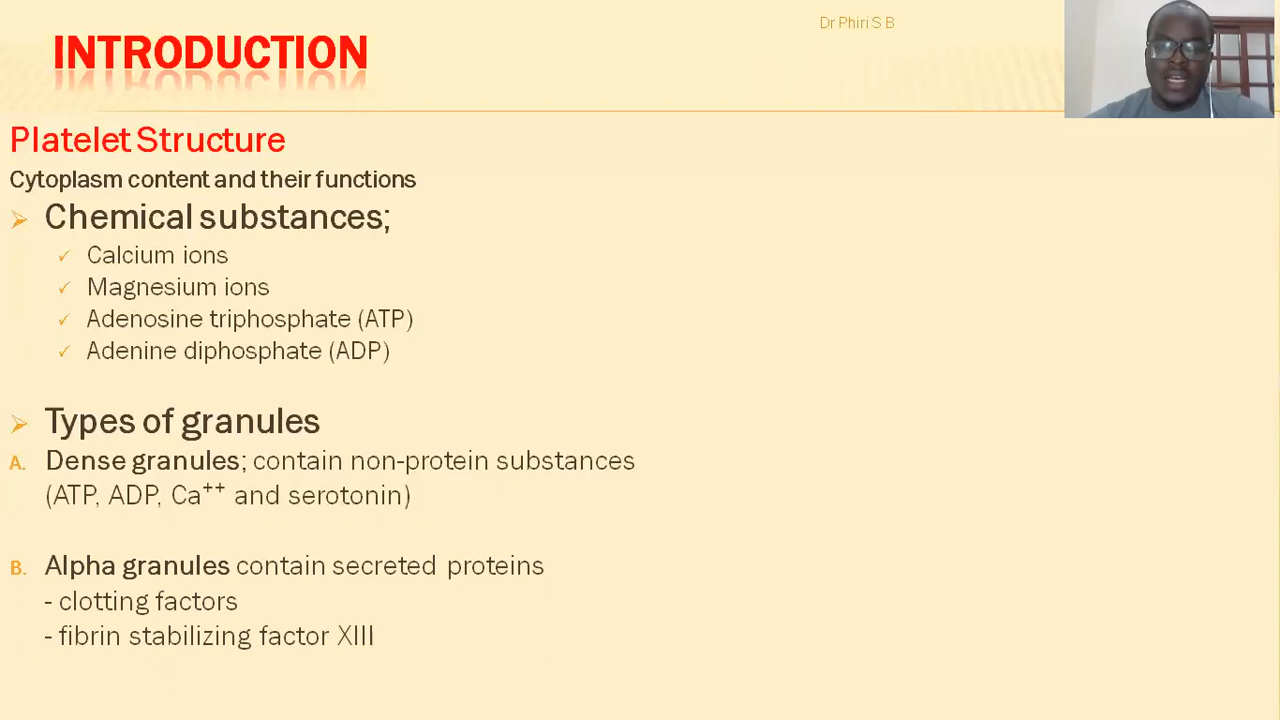 Dr Phiri S B
INTRODUCTION
Platelet Structure
Cytoplasm content and their functions
➢ Chemical substances;
✓ Calcium ions
✓ Magnesium ions
✓ Adenosine triphosphate (ATP)
✓ Adenine diphosphate (ADP)
➢ Types of granules
A. Dense granules; contain non-protein substances
(ATP, ADP, Ca⁺⁺ and serotonin)
B. Alpha granules contain secreted proteins
- clotting factors
- fibrin stabilizing factor XIII